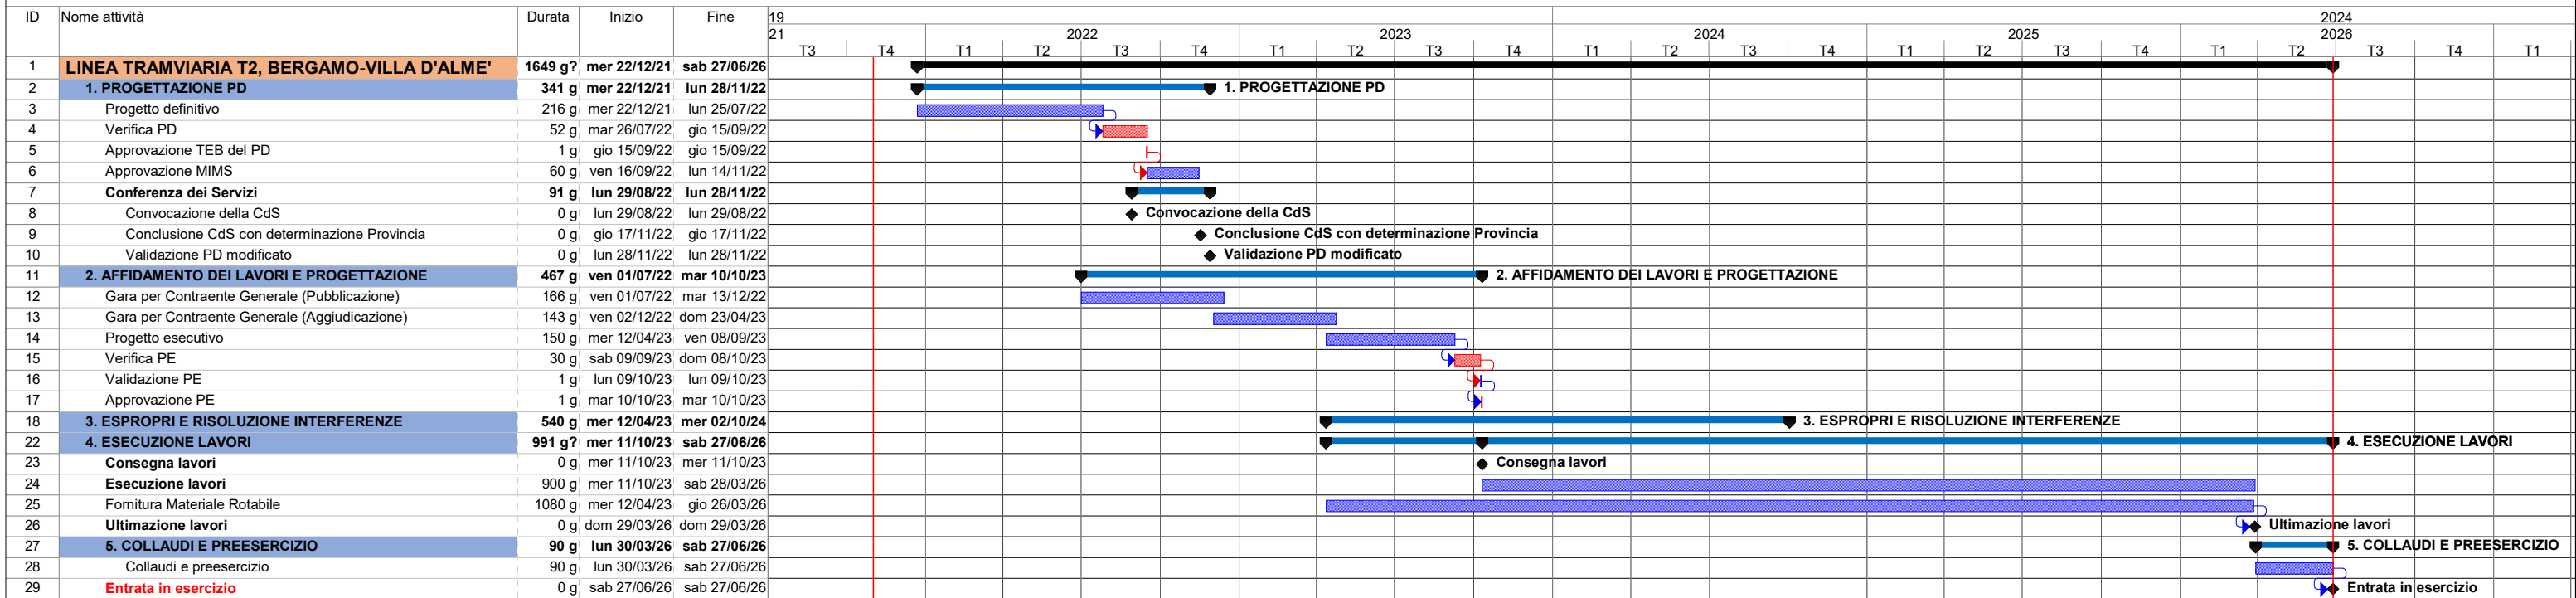 ID Nome attività Durata Inizio Fine 19 2024
21 2022 2023 2024 2025 2026
T3 T4 T1 T2 T3 T4 T1 T2 T3 T4 T1 T2 T3 T4 T1 T2 T3 T4 T1 T2 T3 T4 T1
1 LINEA TRAMVIARIA T2, BERGAMO-VILLA D'ALME' 1649 g? mer 22/12/21 sab 27/06/26
2 1. PROGETTAZIONE PD 341 g mer 22/12/21 lun 28/11/22 1. PROGETTAZIONE PD
3 Progetto definitivo 216 g mer 22/12/21 lun 25/07/22
4 Verifica PD 52 g mar 26/07/22 gio 15/09/22
5 Approvazione TEB del PD 1 g gio 15/09/22 gio 15/09/22
6 Approvazione MIMS 60 g ven 16/09/22 lun 14/11/22
7 Conferenza dei Servizi 91 g lun 29/08/22 lun 28/11/22
8 Convocazione della CdS 0 g lun 29/08/22 lun 29/08/22 Convocazione della CdS
9 Conclusione CdS con determinazione Provincia 0 g gio 17/11/22 gio 17/11/22 Conclusione CdS con determinazione Provincia
10 Validazione PD modificato 0 g lun 28/11/22 lun 28/11/22 Validazione PD modificato
11 2. AFFIDAMENTO DEI LAVORI E PROGETTAZIONE 467 g ven 01/07/22 mar 10/10/23 2. AFFIDAMENTO DEI LAVORI E PROGETTAZIONE
12 Gara per Contraente Generale (Pubblicazione) 166 g ven 01/07/22 mar 13/12/22
13 Gara per Contraente Generale (Aggiudicazione) 143 g ven 02/12/22 dom 23/04/23
14 Progetto esecutivo 150 g mer 12/04/23 ven 08/09/23
15 Verifica PE 30 g sab 09/09/23 dom 08/10/23
16 Validazione PE 1 g lun 09/10/23 lun 09/10/23
17 Approvazione PE 1 g mar 10/10/23 mar 10/10/23
18 3. ESPROPRI E RISOLUZIONE INTERFERENZE 540 g mer 12/04/23 mer 02/10/24 3. ESPROPRI E RISOLUZIONE INTERFERENZE
22 4. ESECUZIONE LAVORI 991 g? mer 11/10/23 sab 27/06/26 4. ESECUZIONE LAVORI
23 Consegna lavori 0 g mer 11/10/23 mer 11/10/23 Consegna lavori
24 Esecuzione lavori 900 g mer 11/10/23 sab 28/03/26
25 Fornitura Materiale Rotabile 1080 g mer 12/04/23 gio 26/03/26
26 Ultimazione lavori 0 g dom 29/03/26 dom 29/03/26 Ultimazione lavori
27 5. COLLAUDI E PREESERCIZIO 90 g lun 30/03/26 sab 27/06/26 5. COLLAUDI E PREESERCIZIO
28 Collaudi e preesercizio 90 g lun 30/03/26 sab 27/06/26
29 Entrata in esercizio 0 g sab 27/06/26 sab 27/06/26 Entrata in esercizio